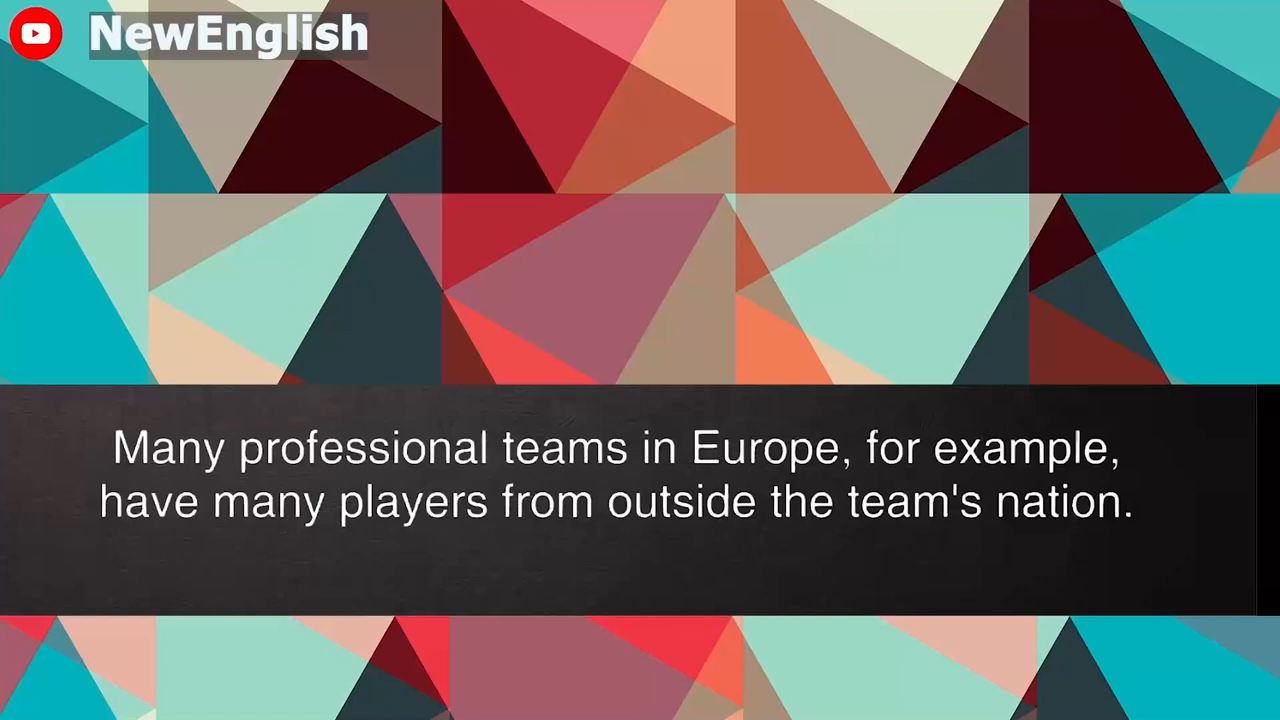 NewEnglish
Many professional teams in Europe, for example,
have many players from outside the team's nation.